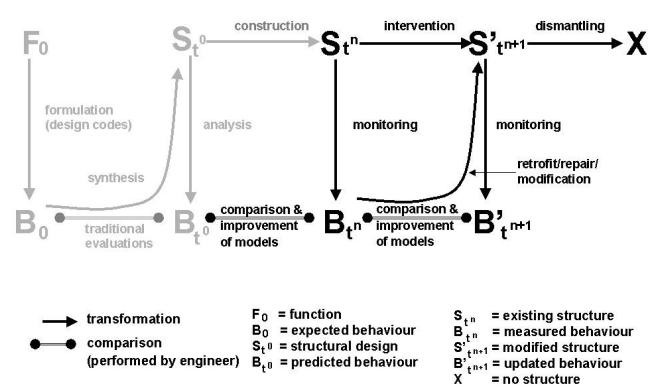 F0 St0 construction Stn intervention S't n+1 dismantling X
formulation
(design codes)
analysis
monitoring
monitoring
synthesis
retrofit/repair/
modification
B0 Bt0 Btn B't n+1
traditional
evaluations
comparison &
improvement
of models
comparison &
improvement
of models
transformation
comparison
(performed by engineer)
F0 = function
B0 = expected behaviour
St0 = structural design
Bt0 = predicted behaviour
Stn = existing structure
Btn = measured behaviour
S't n+1 = modified structure
B't n+1 = updated behaviour
X = no structure